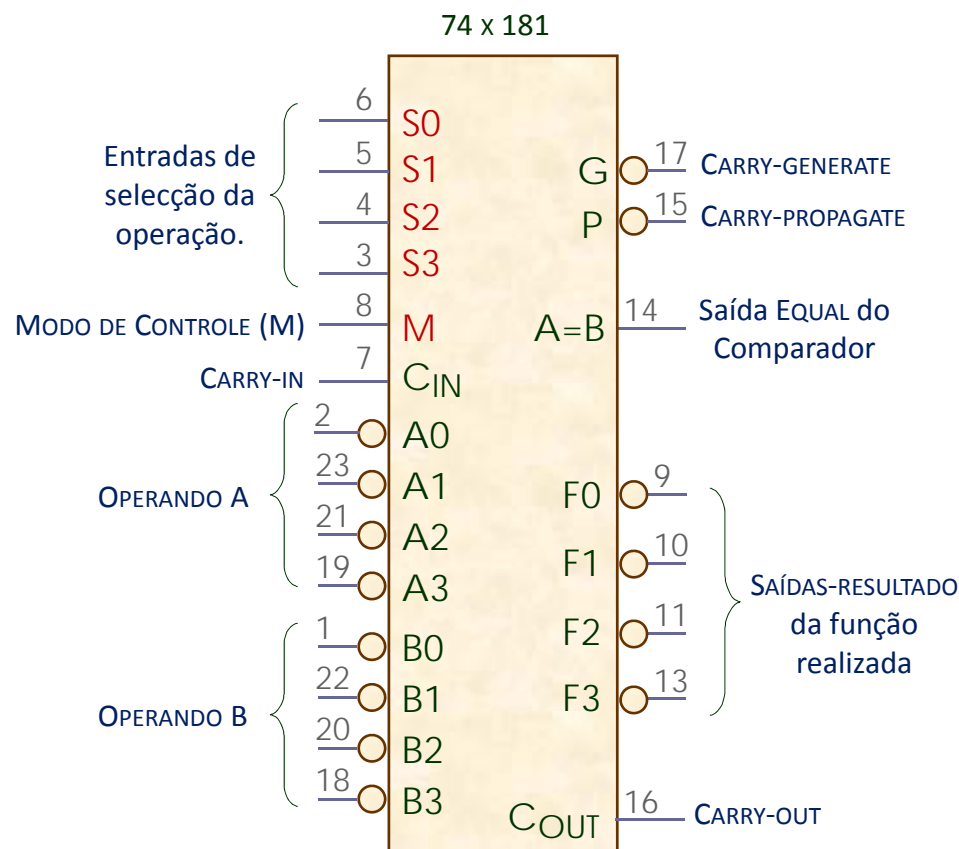 74 x 181
Entradas de
selecção da
operação.
6 S0
5 S1
4 S2
3 S3
MODO DE CONTROLE (M) 8 M
CARRY-IN 7 CIN
OPERANDO A
2 A0
23 A1
21 A2
19 A3
OPERANDO B
1 B0
22 B1
20 B2
18 B3
G 17 CARRY-GENERATE
P 15 CARRY-PROPAGATE
A=B 14 Saída EQUAL do
Comparador
F0 9
F1 10
F2 11
F3 13
SAÍDAS-RESULTADO
da função
realizada
COUT 16 CARRY-OUT